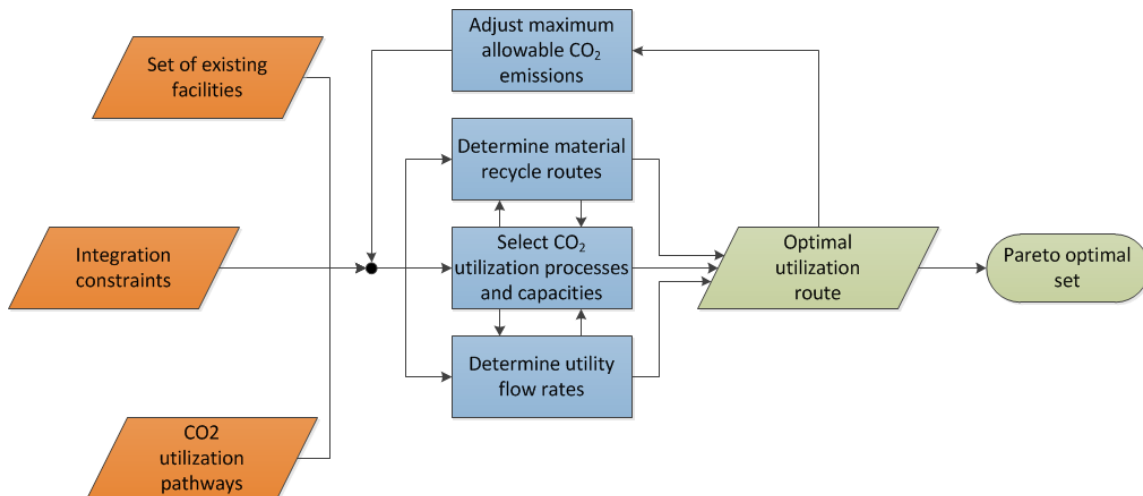 Set of existing
facilities
Integration
constraints
CO2
utilization
pathways
Adjust maximum
allowable CO₂
emissions
Determine material
recycle routes
Select CO₂
utilization processes
and capacities
Determine utility
flow rates
Optimal
utilization
route
Pareto optimal
set